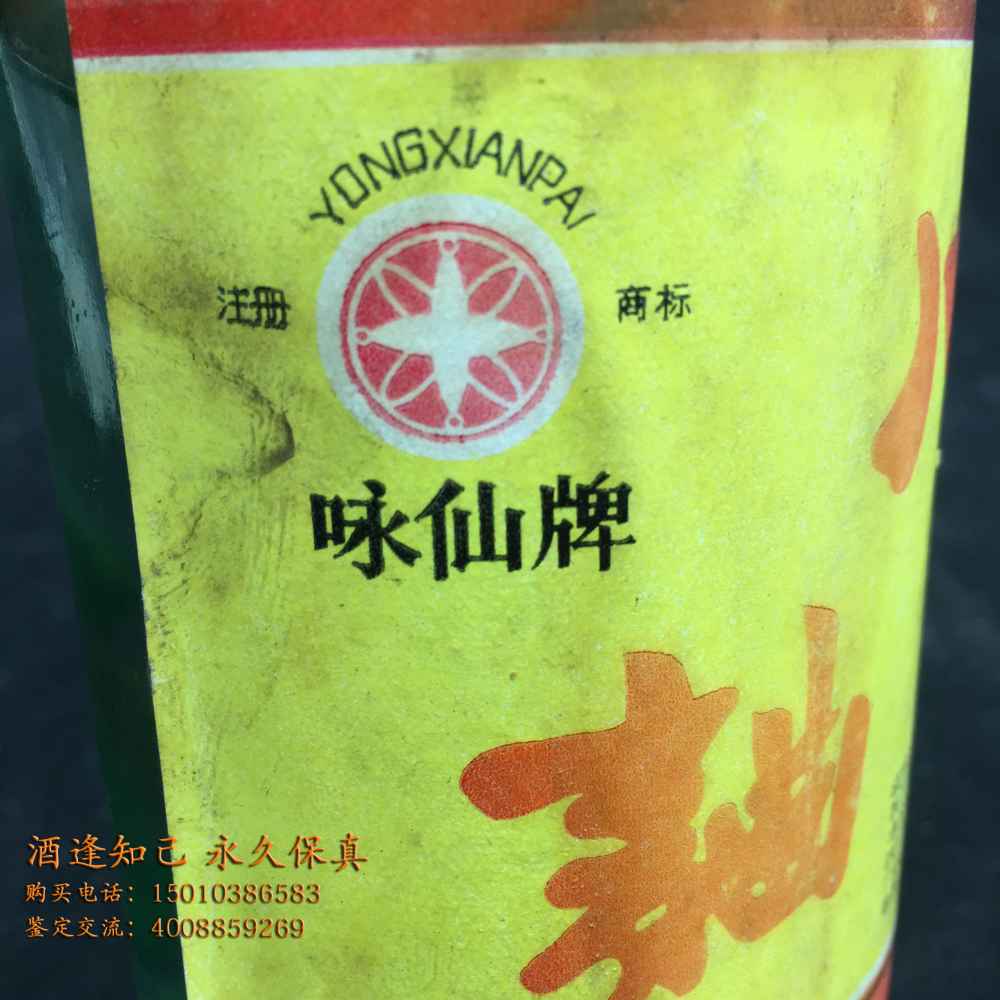 YONGXIANPAI
注册 商标
咏仙牌
酒逢知己 永久保真
购买电话：15010386583
鉴定交流：4008859269